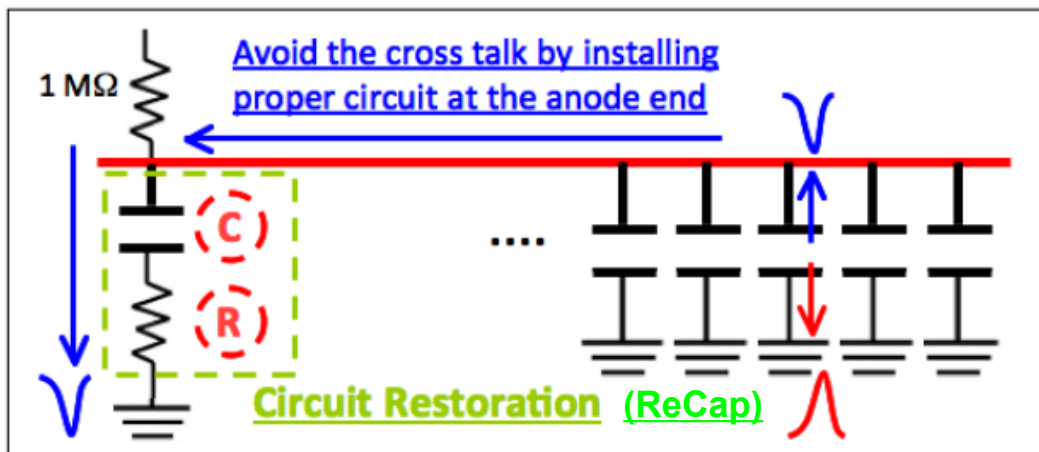 Avoid the cross talk by installing
1 MΩ
proper circuit at the anode end
C
....
R
Circuit Restoration (ReCap)